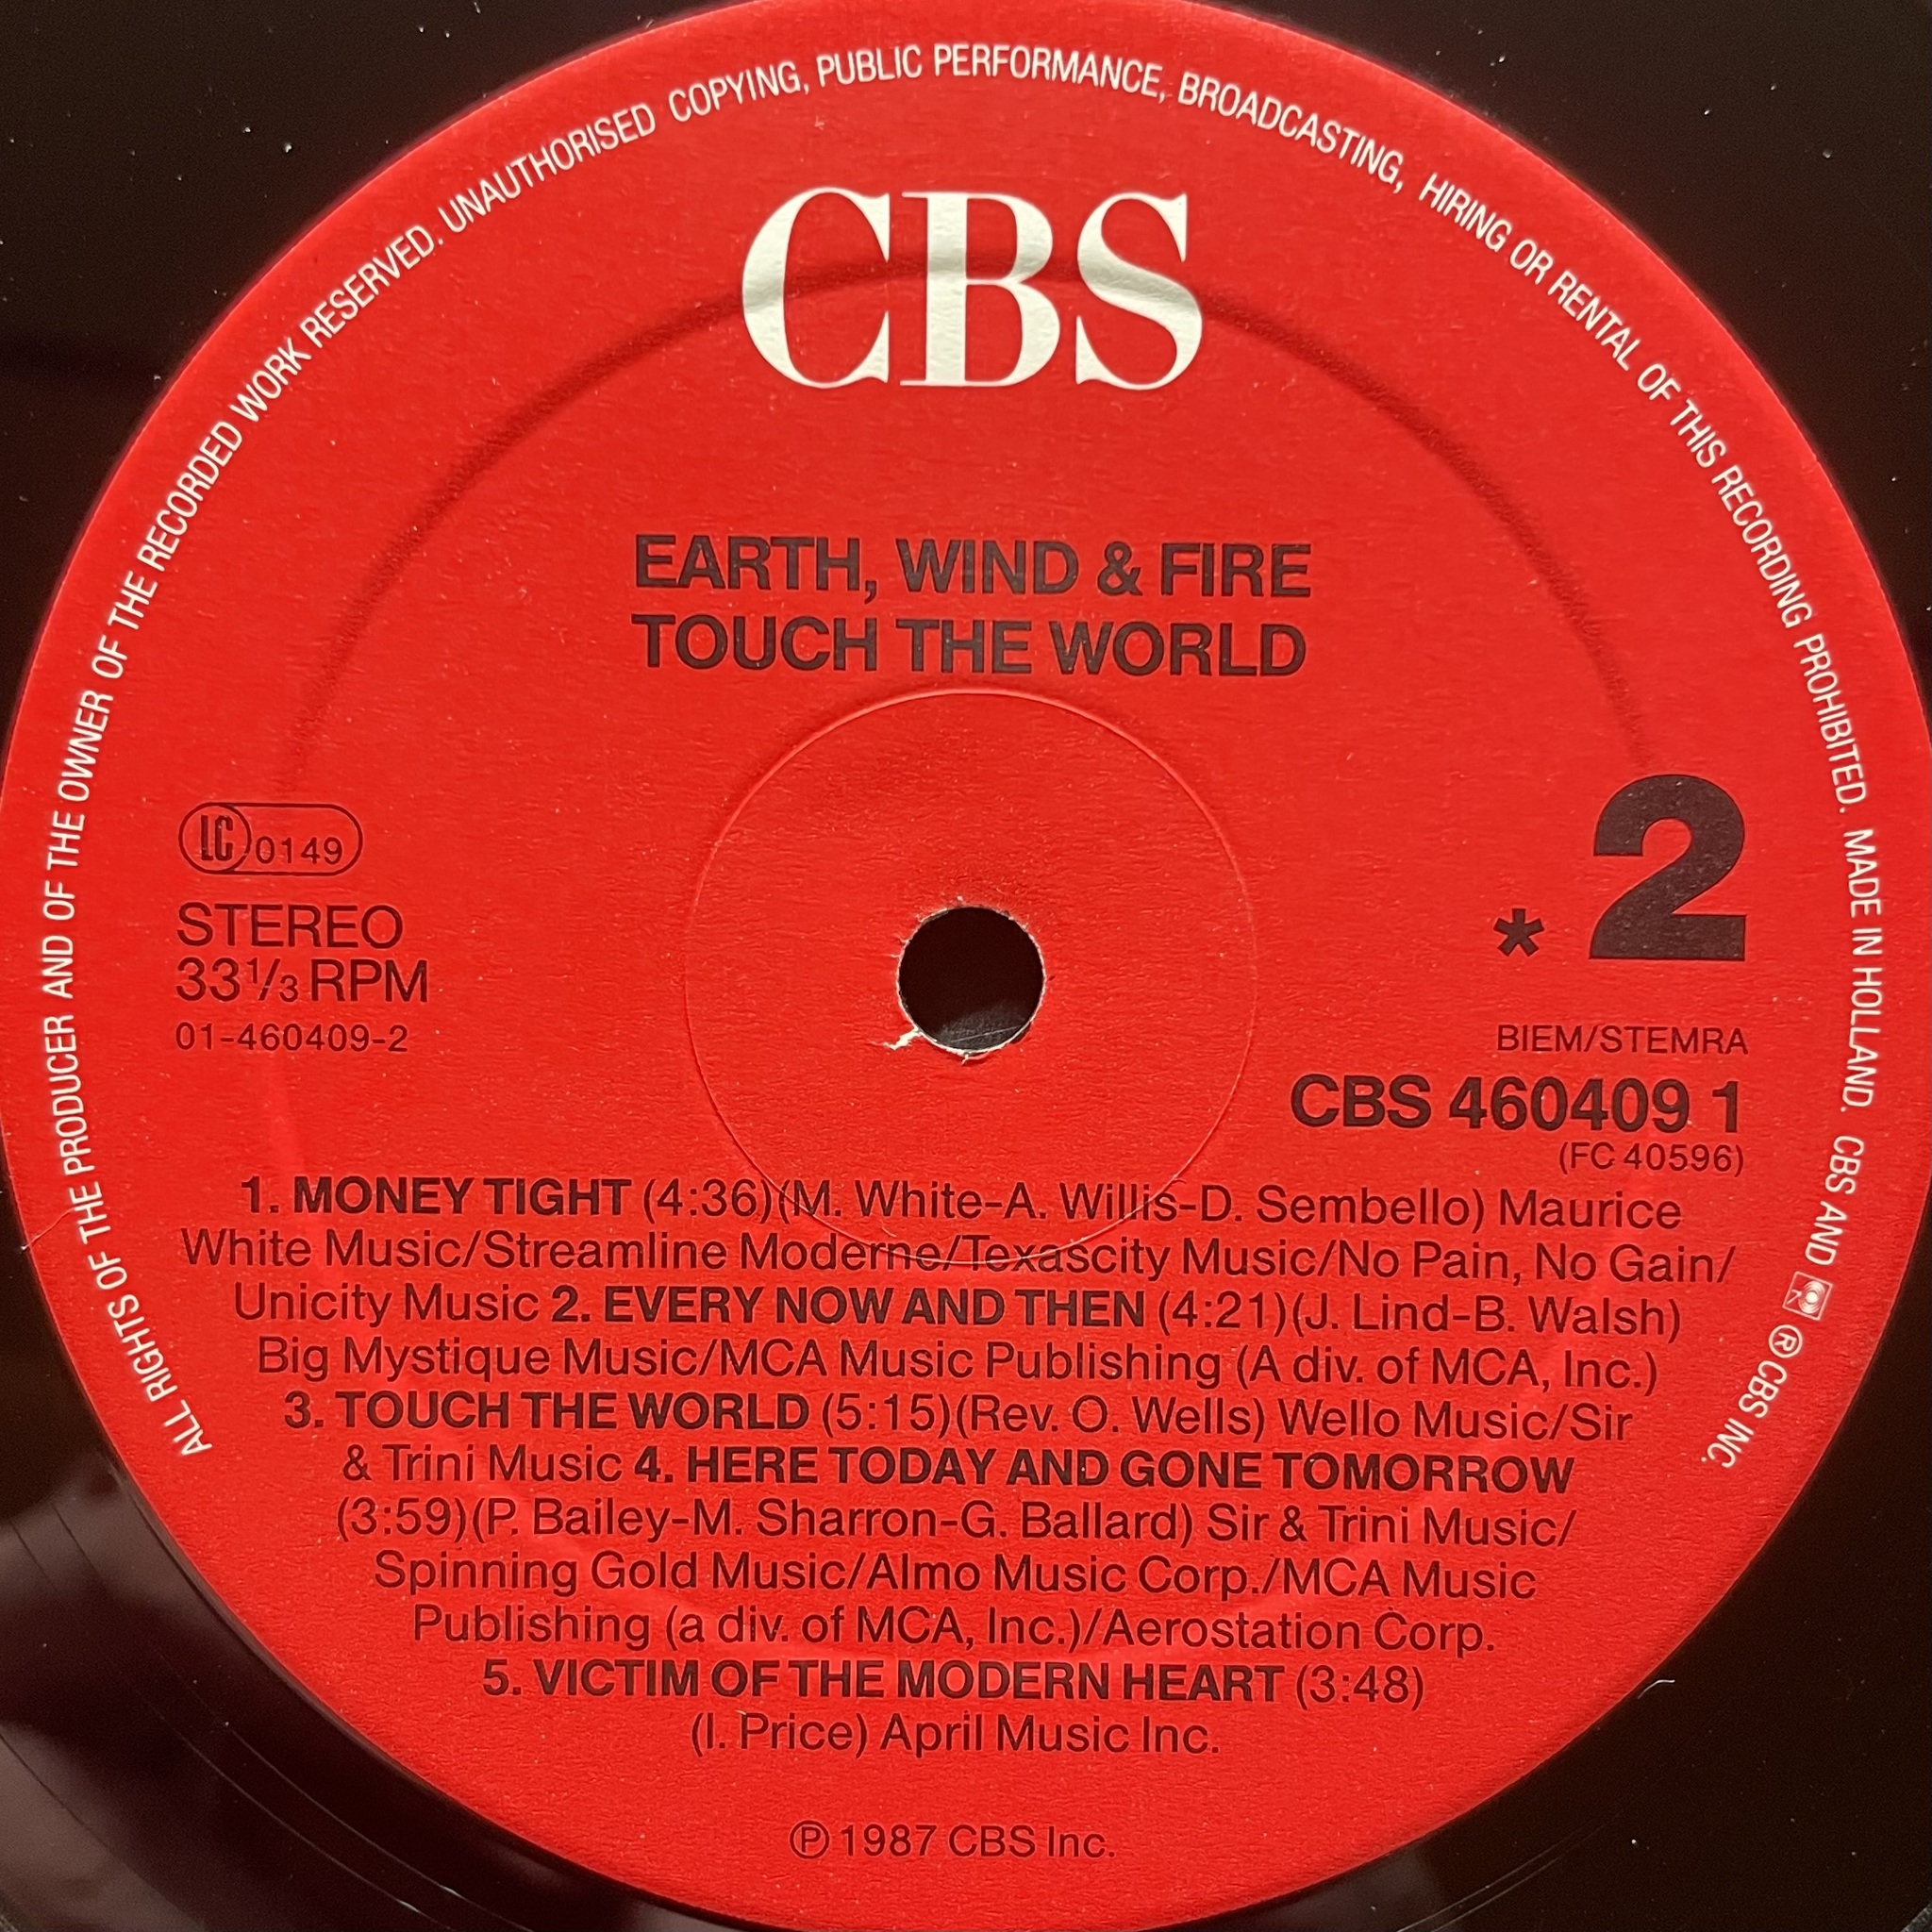 ALL RIGHTS OF THE PRODUCER AND OF THE OWNER OF THE RECORDED WORK RESERVED. UNAUTHORISED COPYING, PUBLIC PERFORMANCE, BROADCASTING, HIRING OR RENTAL OF THIS RECORDING PROHIBITED. MADE IN HOLLAND. CBS AND ® CBS INC.
CBS
EARTH, WIND & FIRE
TOUCH THE WORLD
LC 0149
STEREO
33⅓ RPM
01-460409-2
* 2
BIEM/STEMRA
CBS 460409 1
(FC 40596)
1. MONEY TIGHT (4:36)(M. White-A. Willis-D. Sembello) Maurice
White Music/Streamline Moderne/Texascity Music/No Pain, No Gain/
Unicity Music 2. EVERY NOW AND THEN (4:21)(J. Lind-B. Walsh)
Big Mystique Music/MCA Music Publishing (A div. of MCA, Inc.)
3. TOUCH THE WORLD (5:15)(Rev. O. Wells) Wello Music/Sir
& Trini Music 4. HERE TODAY AND GONE TOMORROW
(3:59)(P. Bailey-M. Sharron-G. Ballard) Sir & Trini Music/
Spinning Gold Music/Almo Music Corp./MCA Music
Publishing (a div. of MCA, Inc.)/Aerostation Corp.
5. VICTIM OF THE MODERN HEART (3:48)
(I. Price) April Music Inc.
℗ 1987 CBS Inc.